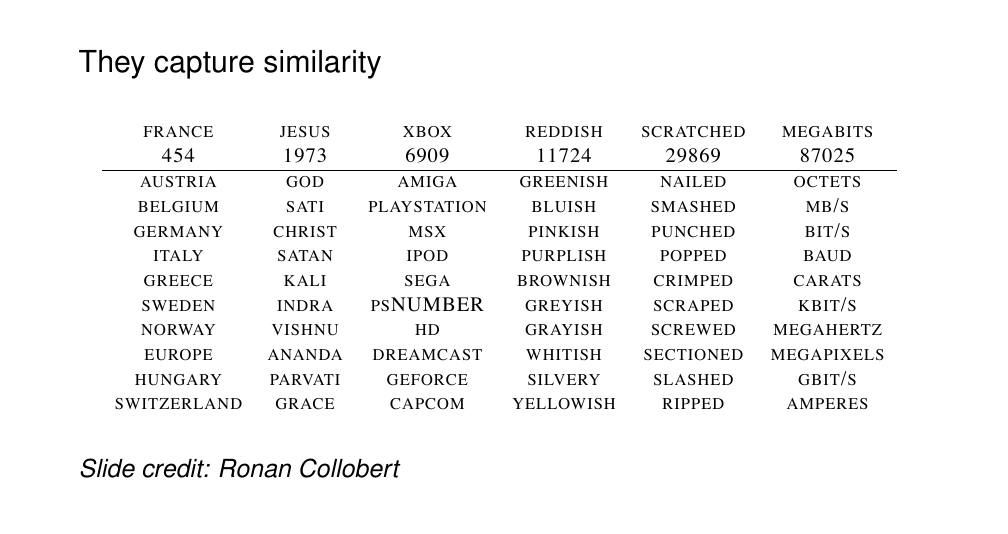 They capture similarity
FRANCE JESUS XBOX REDDISH SCRATCHED MEGABITS
454 1973 6909 11724 29869 87025
AUSTRIA GOD AMIGA GREENISH NAILED OCTETS
BELGIUM SATI PLAYSTATION BLUISH SMASHED MB/S
GERMANY CHRIST MSX PINKISH PUNCHED BIT/S
ITALY SATAN IPOD PURPLISH POPPED BAUD
GREECE KALI SEGA BROWNISH CRIMPED CARATS
SWEDEN INDRA PSNUMBER GREYISH SCRAPED KBIT/S
NORWAY VISHNU HD GRAYISH SCREWED MEGAHERTZ
EUROPE ANANDA DREAMCAST WHITISH SECTIONED MEGAPIXELS
HUNGARY PARVATI GEFORCE SILVERY SLASHED GBIT/S
SWITZERLAND GRACE CAPCOM YELLOWISH RIPPED AMPERES
Slide credit: Ronan Collobert